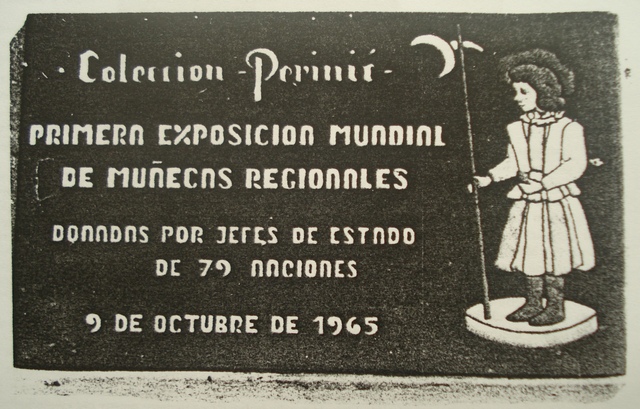 · Coleccion - Perinié -
PRIMERA EXPOSICION MUNDIAL
DE MUÑECAS REGIONALES
DONADAS POR JEFES DE ESTADO
DE 79 NACIONES
9 DE OCTUBRE DE 1965